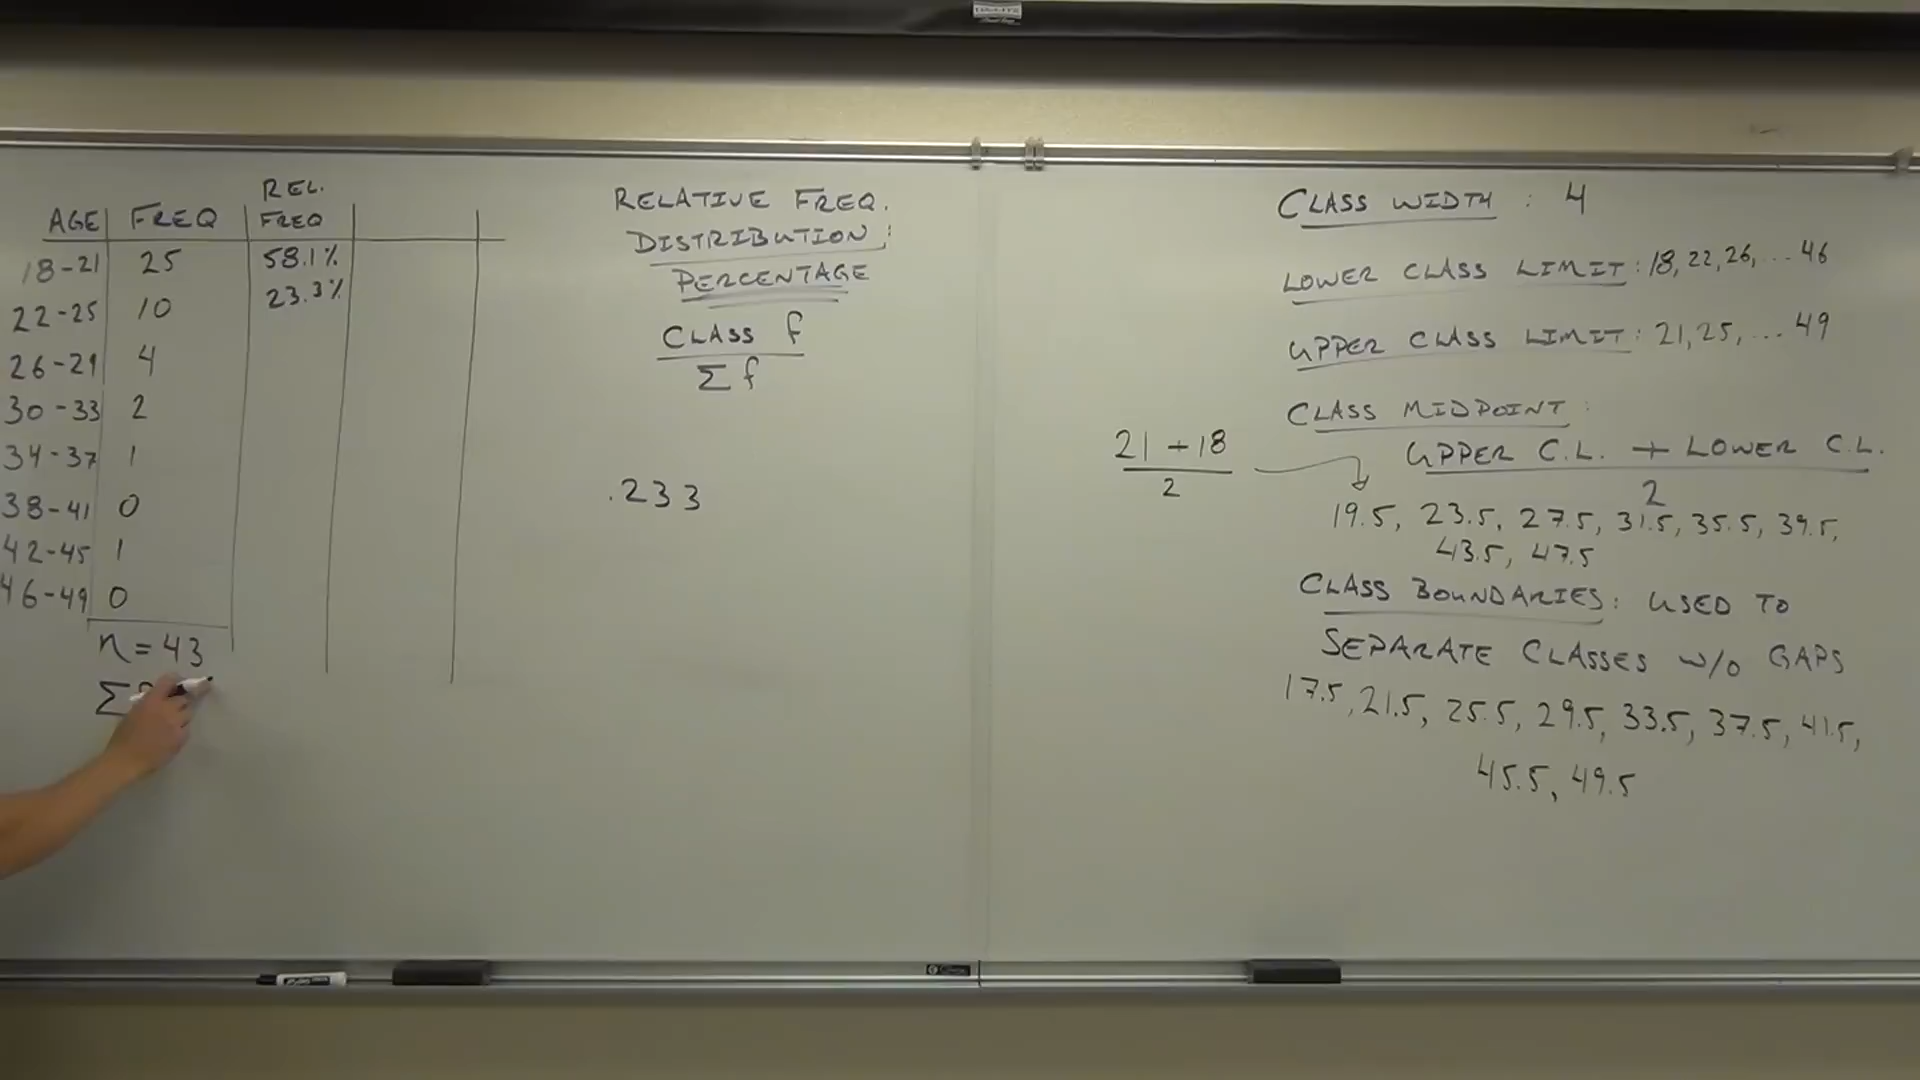 REL.
AGE FREQ FREQ
18-21 25 58.1%
22-25 10 23.3%
26-29 4
30-33 2
34-37 1
38-41 0
42-45 1
46-49 0
n = 43
Σ
RELATIVE FREQ.
DISTRIBUTION:
PERCENTAGE
CLASS f
Σ f
.233
CLASS WIDTH : 4
LOWER CLASS LIMIT: 18, 22, 26, ... 46
UPPER CLASS LIMIT: 21, 25, ... 49
CLASS MIDPOINT:
UPPER C.L. + LOWER C.L.
2
21 + 18
2
19.5, 23.5, 27.5, 31.5, 35.5, 39.5,
43.5, 47.5
CLASS BOUNDARIES: USED TO
SEPARATE CLASSES W/O GAPS
17.5, 21.5, 25.5, 29.5, 33.5, 37.5, 41.5,
45.5, 49.5